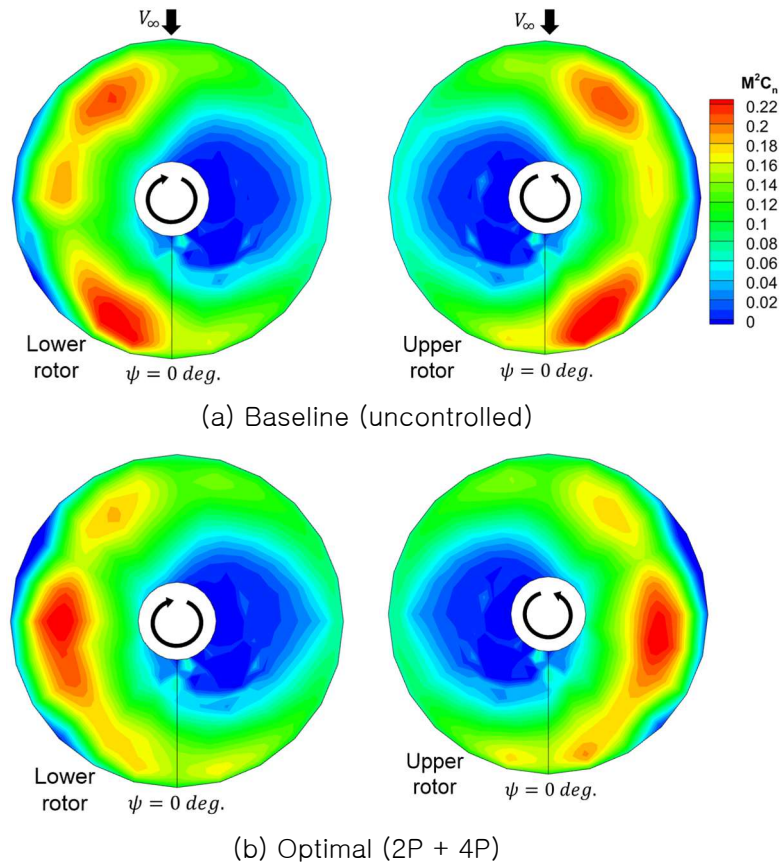 V∞
V∞
M²Cₙ
0.22
0.2
0.18
0.16
0.14
0.12
0.1
0.08
0.06
0.04
0.02
0
Lower
rotor
ψ = 0 deg.
Upper
rotor
ψ = 0 deg.
(a) Baseline (uncontrolled)
Lower
rotor
ψ = 0 deg.
Upper
rotor
ψ = 0 deg.
(b) Optimal (2P + 4P)